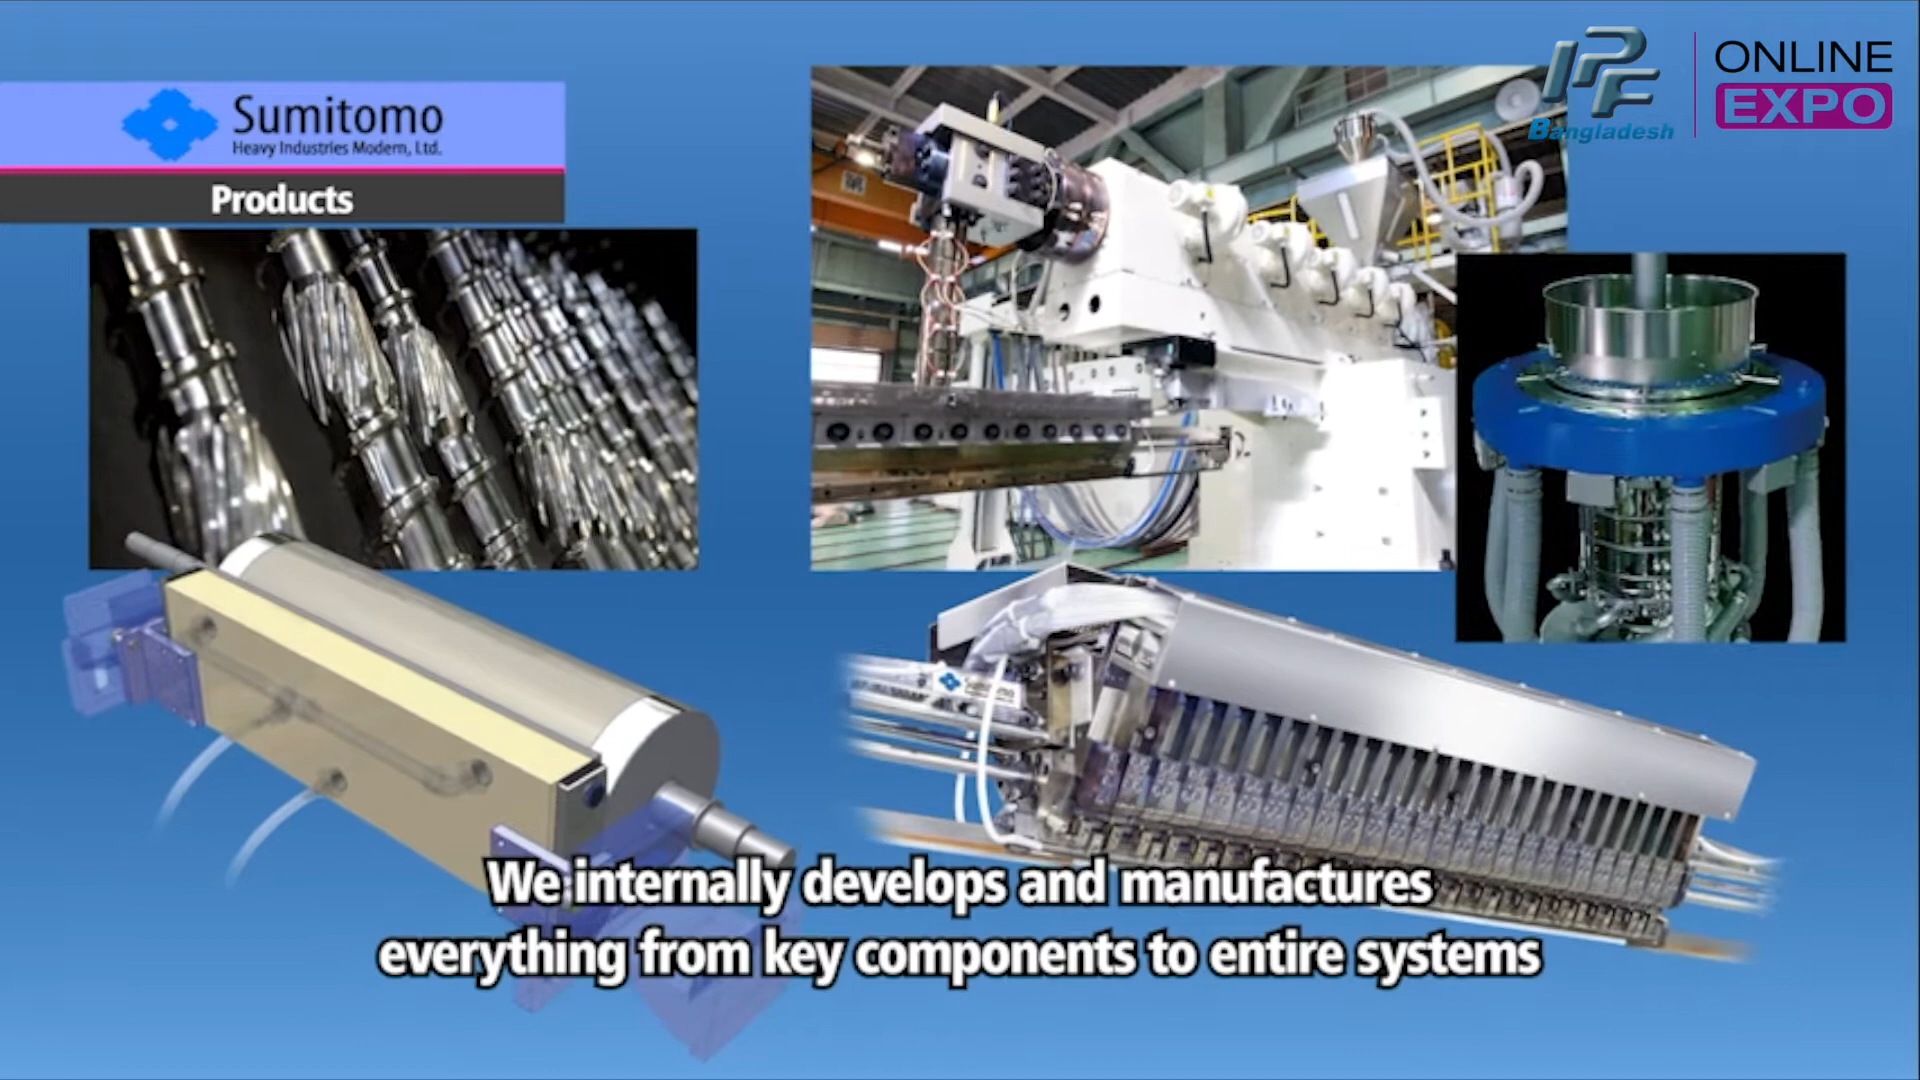 Sumitomo
Heavy Industries Modern, Ltd.
Products
IPF
Bangladesh
ONLINE
EXPO
Sumitomo
We internally develops and manufactures
everything from key components to entire systems